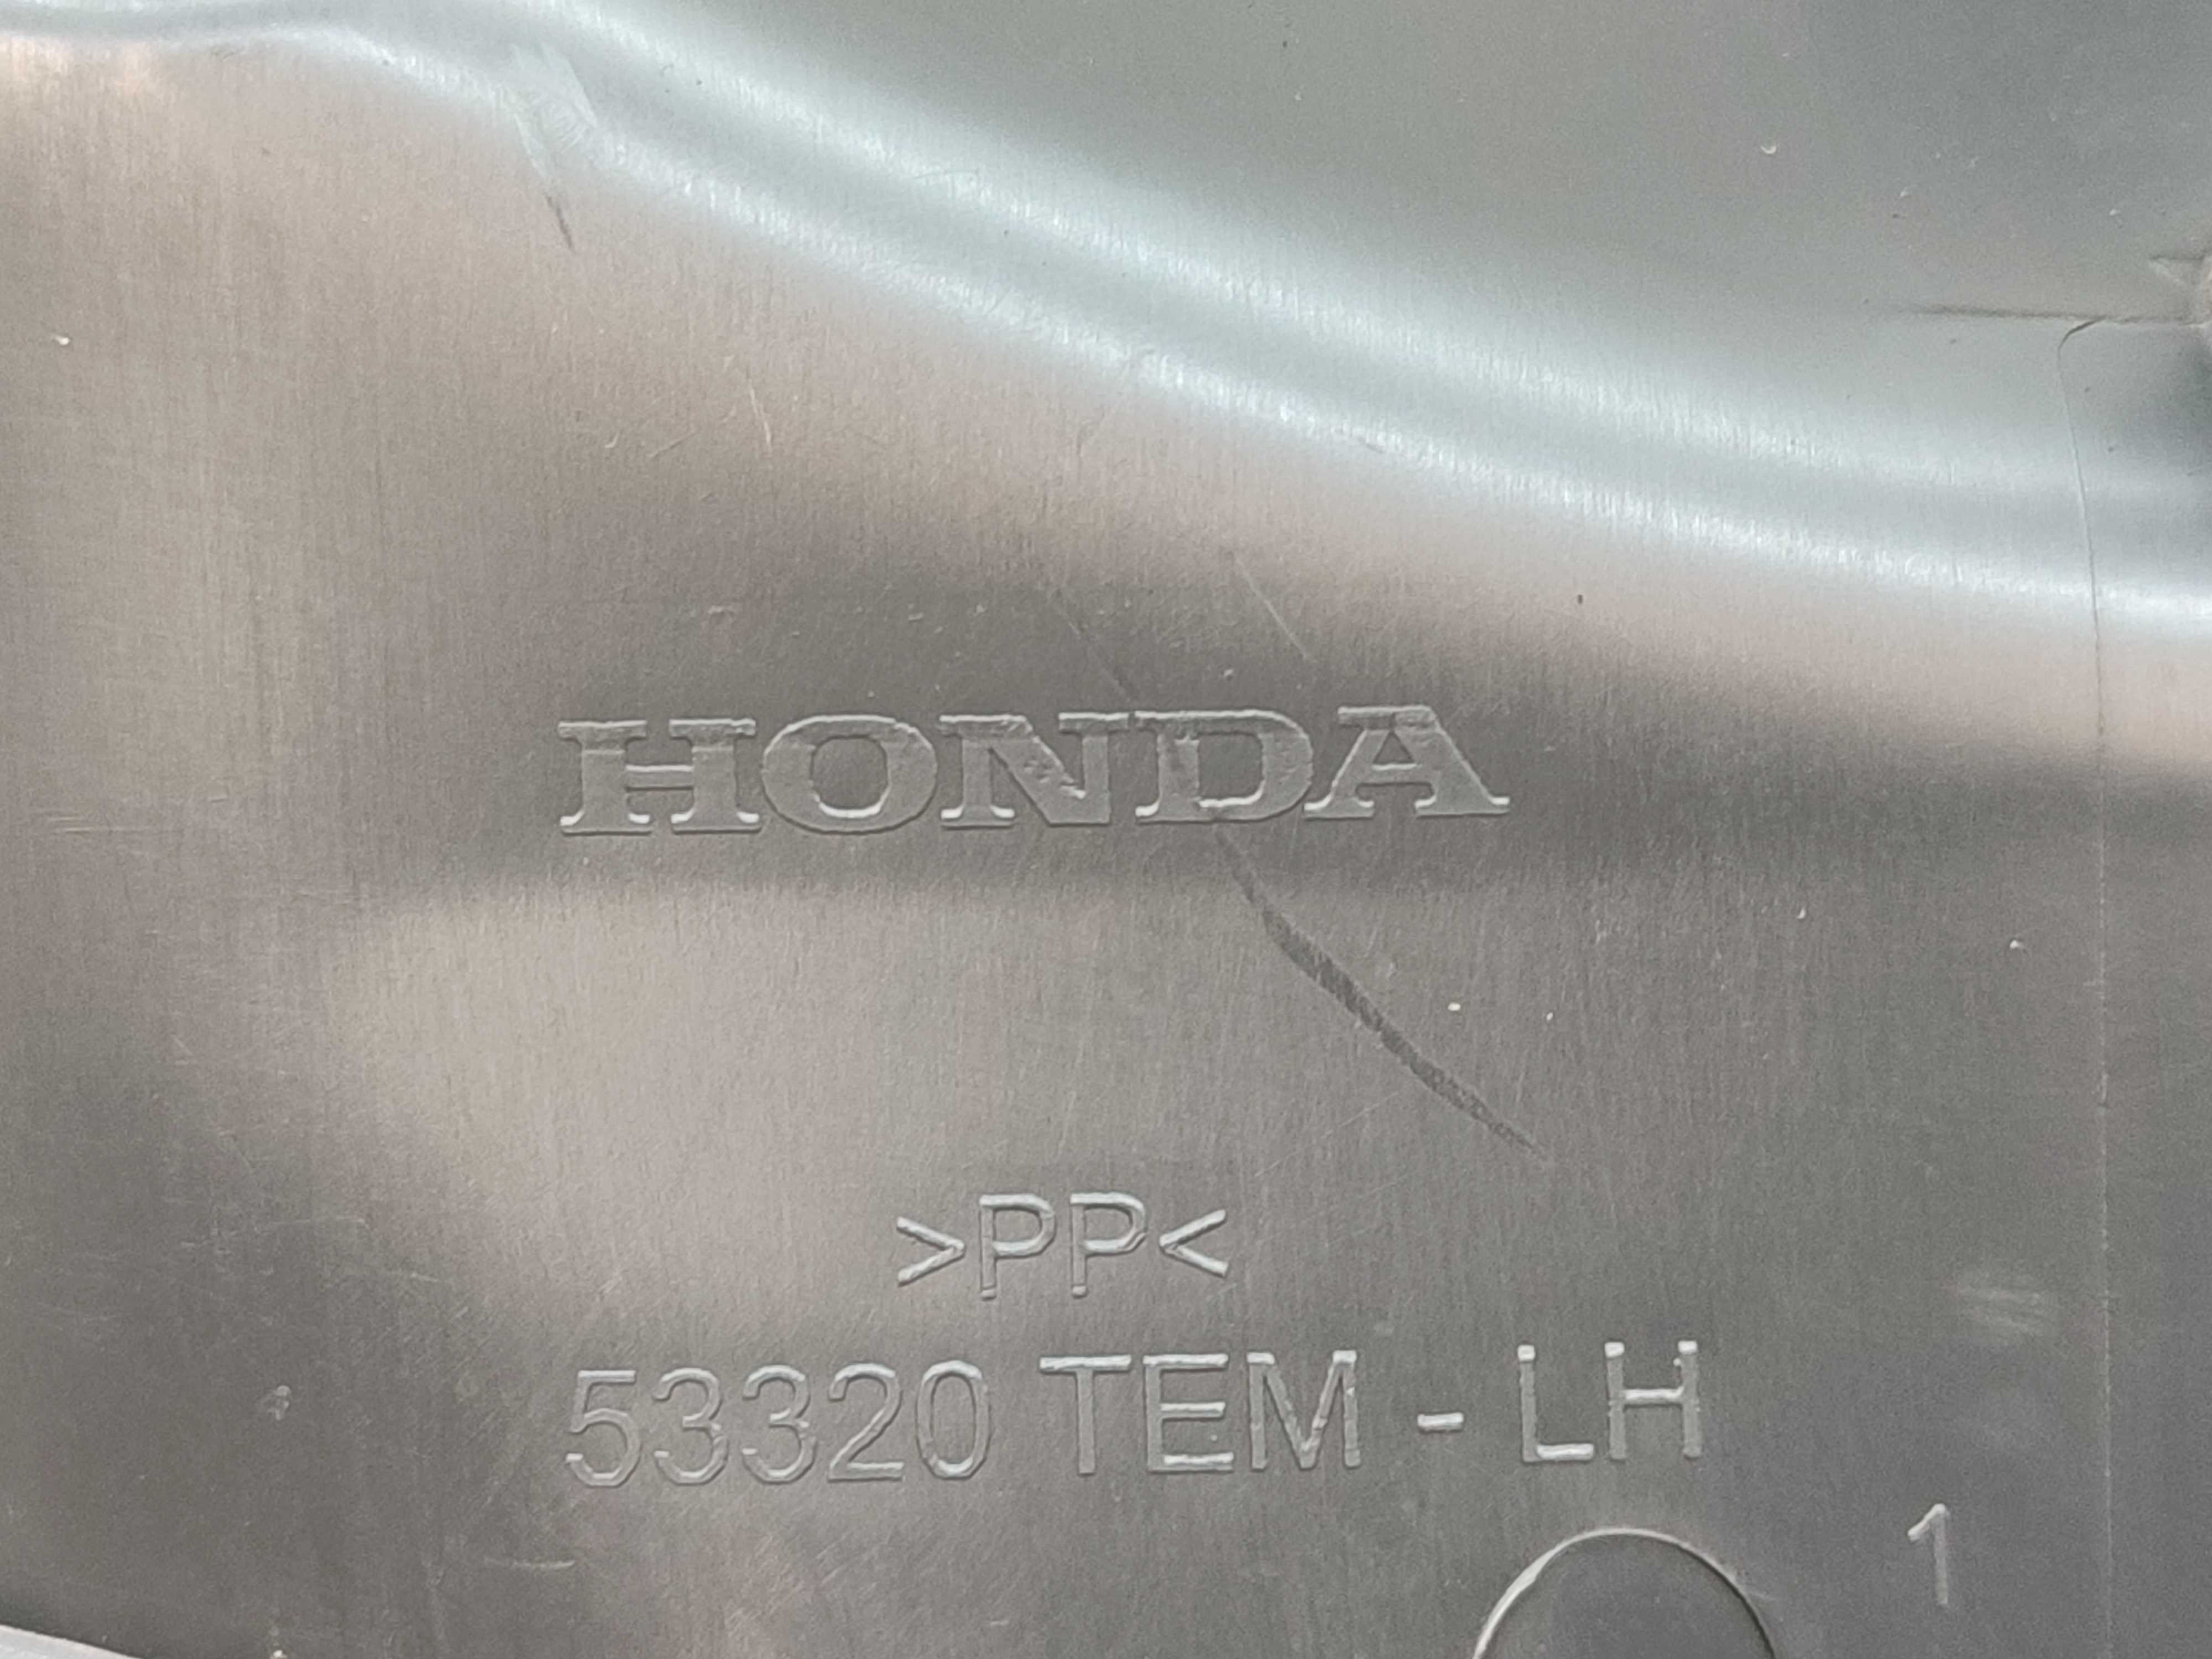 HONDA
>PP<
53320 TEM - LH
1